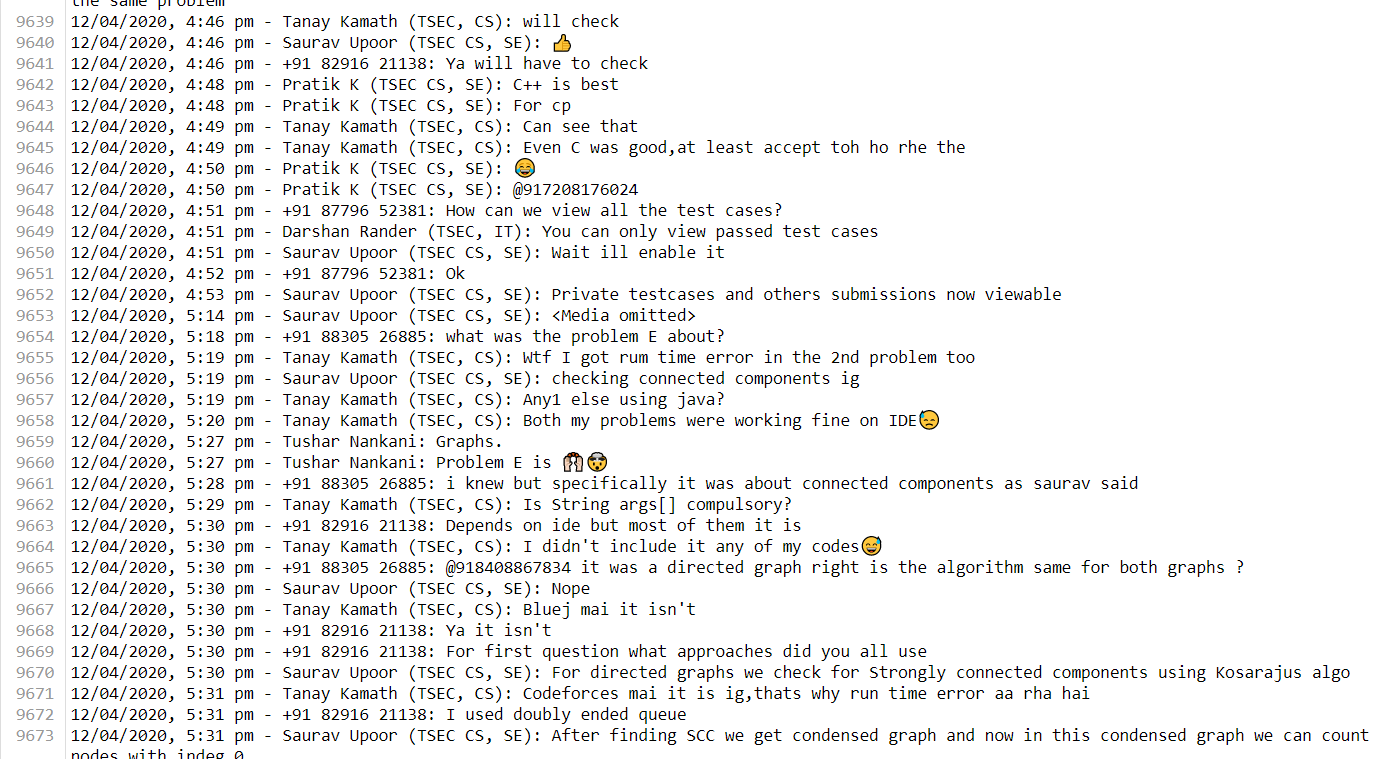 the same problem
9639 12/04/2020, 4:46 pm - Tanay Kamath (TSEC, CS): will check
9640 12/04/2020, 4:46 pm - Saurav Upoor (TSEC CS, SE): 👍
9641 12/04/2020, 4:46 pm - +91 82916 21138: Ya will have to check
9642 12/04/2020, 4:48 pm - Pratik K (TSEC CS, SE): C++ is best
9643 12/04/2020, 4:48 pm - Pratik K (TSEC CS, SE): For cp
9644 12/04/2020, 4:49 pm - Tanay Kamath (TSEC, CS): Can see that
9645 12/04/2020, 4:49 pm - Tanay Kamath (TSEC, CS): Even C was good,at least accept toh ho rhe the
9646 12/04/2020, 4:50 pm - Pratik K (TSEC CS, SE): 😂
9647 12/04/2020, 4:50 pm - Pratik K (TSEC CS, SE): @917208176024
9648 12/04/2020, 4:51 pm - +91 87796 52381: How can we view all the test cases?
9649 12/04/2020, 4:51 pm - Darshan Rander (TSEC, IT): You can only view passed test cases
9650 12/04/2020, 4:51 pm - Saurav Upoor (TSEC CS, SE): Wait ill enable it
9651 12/04/2020, 4:52 pm - +91 87796 52381: Ok
9652 12/04/2020, 4:53 pm - Saurav Upoor (TSEC CS, SE): Private testcases and others submissions now viewable
9653 12/04/2020, 5:14 pm - Saurav Upoor (TSEC CS, SE): <Media omitted>
9654 12/04/2020, 5:18 pm - +91 88305 26885: what was the problem E about?
9655 12/04/2020, 5:19 pm - Tanay Kamath (TSEC, CS): Wtf I got rum time error in the 2nd problem too
9656 12/04/2020, 5:19 pm - Saurav Upoor (TSEC CS, SE): checking connected components ig
9657 12/04/2020, 5:19 pm - Tanay Kamath (TSEC, CS): Any1 else using java?
9658 12/04/2020, 5:20 pm - Tanay Kamath (TSEC, CS): Both my problems were working fine on IDE😓
9659 12/04/2020, 5:27 pm - Tushar Nankani: Graphs.
9660 12/04/2020, 5:27 pm - Tushar Nankani: Problem E is 🙌🏻🤯
9661 12/04/2020, 5:28 pm - +91 88305 26885: i knew but specifically it was about connected components as saurav said
9662 12/04/2020, 5:29 pm - Tanay Kamath (TSEC, CS): Is String args[] compulsory?
9663 12/04/2020, 5:30 pm - +91 82916 21138: Depends on ide but most of them it is
9664 12/04/2020, 5:30 pm - Tanay Kamath (TSEC, CS): I didn't include it any of my codes😅
9665 12/04/2020, 5:30 pm - +91 88305 26885: @918408867834 it was a directed graph right is the algorithm same for both graphs ?
9666 12/04/2020, 5:30 pm - Saurav Upoor (TSEC CS, SE): Nope
9667 12/04/2020, 5:30 pm - Tanay Kamath (TSEC, CS): Bluej mai it isn't
9668 12/04/2020, 5:30 pm - +91 82916 21138: Ya it isn't
9669 12/04/2020, 5:30 pm - +91 82916 21138: For first question what approaches did you all use
9670 12/04/2020, 5:30 pm - Saurav Upoor (TSEC CS, SE): For directed graphs we check for Strongly connected components using Kosarajus algo
9671 12/04/2020, 5:31 pm - Tanay Kamath (TSEC, CS): Codeforces mai it is ig,thats why run time error aa rha hai
9672 12/04/2020, 5:31 pm - +91 82916 21138: I used doubly ended queue
9673 12/04/2020, 5:31 pm - Saurav Upoor (TSEC CS, SE): After finding SCC we get condensed graph and now in this condensed graph we can count
nodes with indeg 0